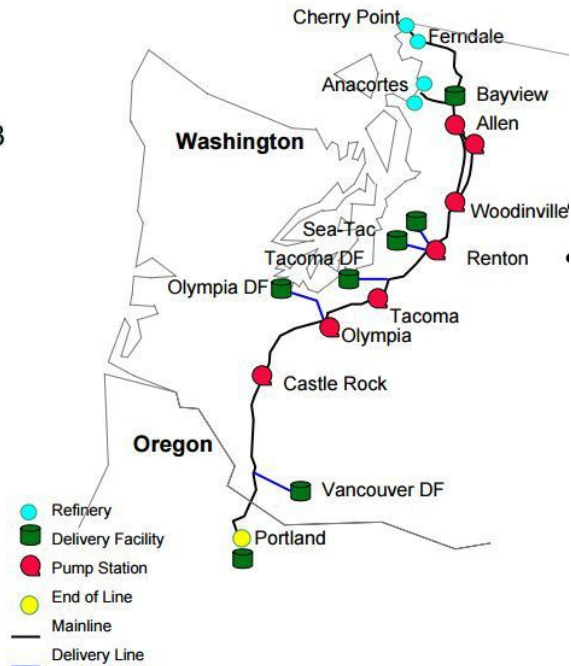 Cherry Point
Ferndale
Anacortes
Bayview
Allen
Washington
Woodinville
Sea-Tac
Renton
Tacoma DF
Olympia DF
Tacoma
Olympia
Castle Rock
Oregon
Vancouver DF
Portland
Refinery
Delivery Facility
Pump Station
End of Line
Mainline
Delivery Line